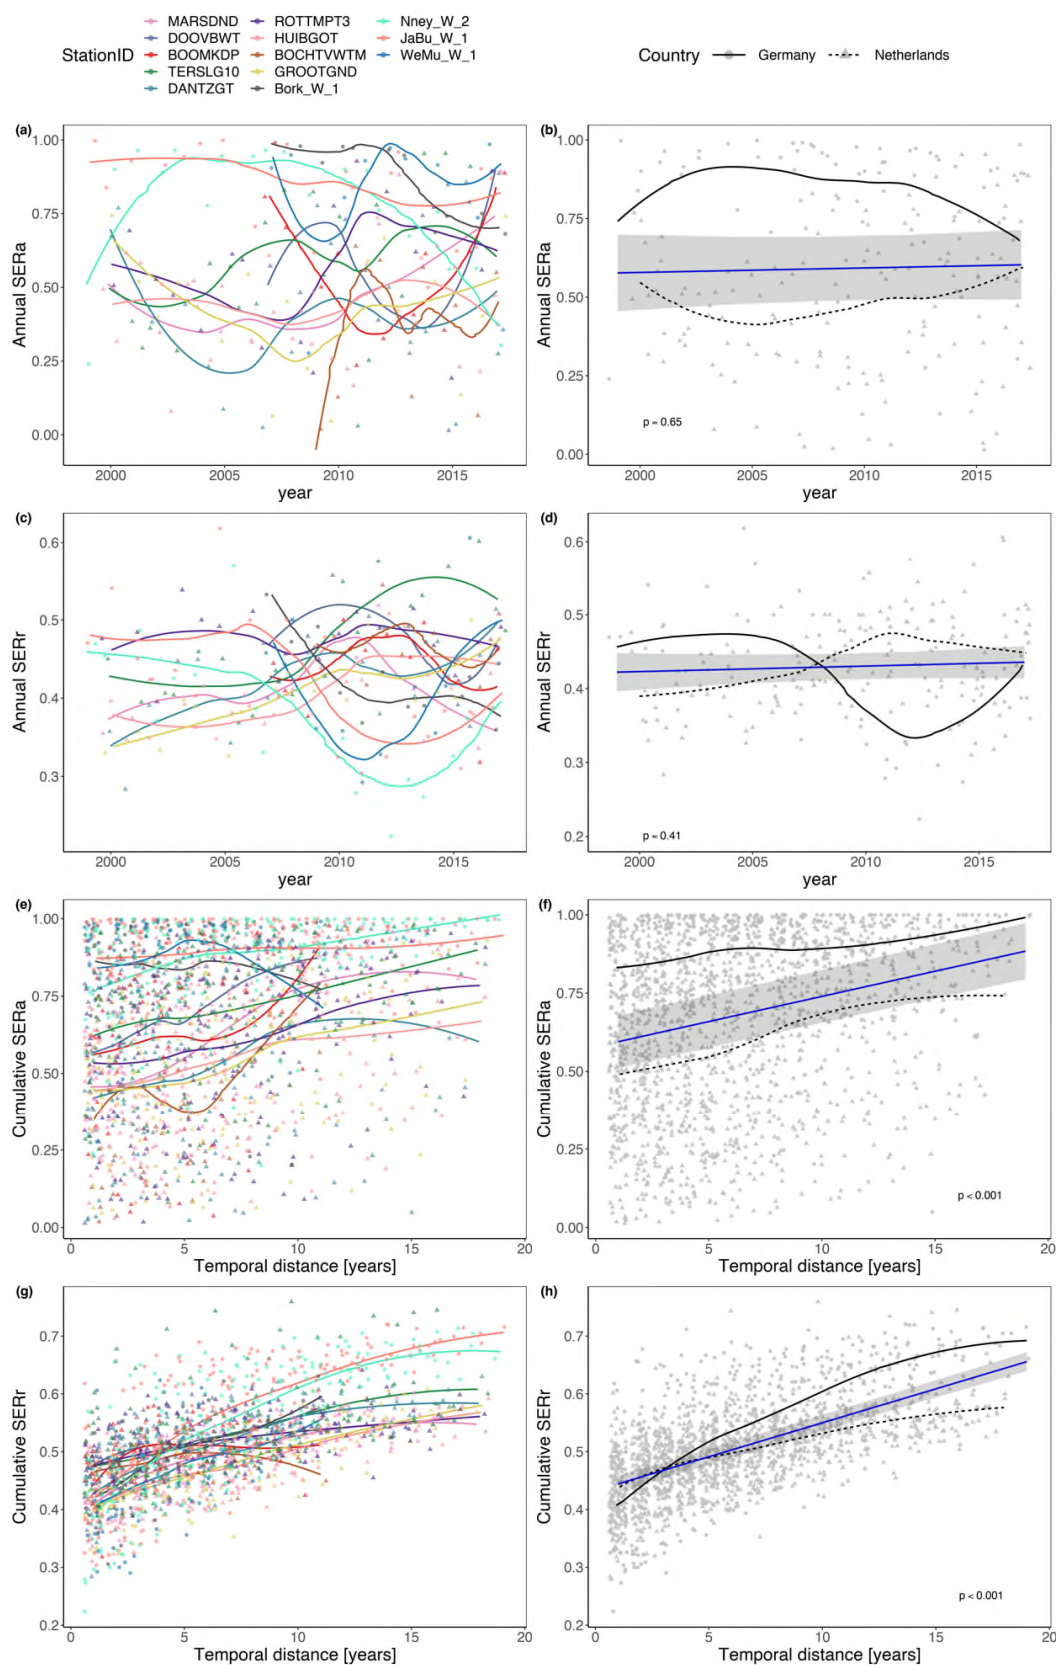 StationID
MARSDND ROTTMPT3 Nney_W_2
DOOVBWT HUIBGOT JaBu_W_1
BOOMKDP BOCHTVWTM WeMu_W_1
TERSLG10 GROOTGND
DANTZGT Bork_W_1
Country Germany Netherlands
(a)
Annual SERa
1.00
0.75
0.50
0.25
0.00
2000 2005 2010 2015
year
(b)
Annual SERa
1.00
0.75
0.50
0.25
0.00
p = 0.65
2000 2005 2010 2015
year
(c)
Annual SERr
0.6
0.5
0.4
0.3
2000 2005 2010 2015
year
(d)
Annual SERr
0.6
0.5
0.4
0.3
0.2
p = 0.41
2000 2005 2010 2015
year
(e)
Cumulative SERa
1.00
0.75
0.50
0.25
0.00
0 5 10 15 20
Temporal distance [years]
(f)
Cumulative SERa
1.00
0.75
0.50
0.25
0.00
p < 0.001
0 5 10 15 20
Temporal distance [years]
(g)
Cumulative SERr
0.7
0.6
0.5
0.4
0.3
0.2
0 5 10 15 20
Temporal distance [years]
(h)
Cumulative SERr
0.7
0.6
0.5
0.4
0.3
0.2
p < 0.001
0 5 10 15 20
Temporal distance [years]